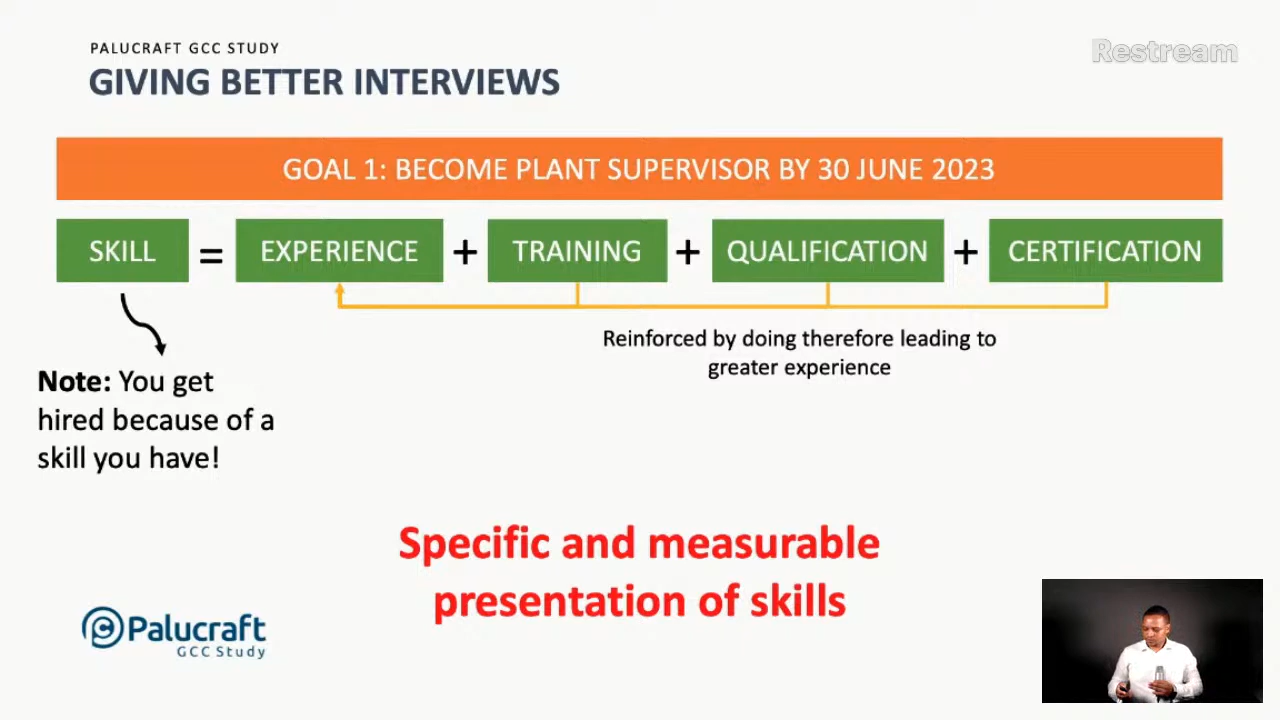 PALUCRAFT GCC STUDY
GIVING BETTER INTERVIEWS
Restream
GOAL 1: BECOME PLANT SUPERVISOR BY 30 JUNE 2023
SKILL = EXPERIENCE + TRAINING + QUALIFICATION + CERTIFICATION
Reinforced by doing therefore leading to
greater experience
Note: You get
hired because of a
skill you have!
Specific and measurable
presentation of skills
Palucraft
GCC Study